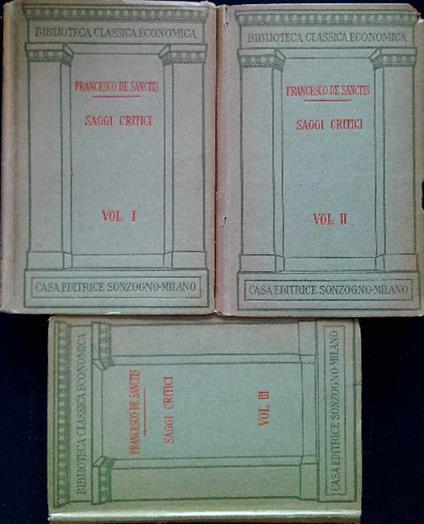 BIBLIOTECA CLASSICA ECONOMICA
FRANCESCO DE SANCTIS
SAGGI CRITICI
VOL. I
CASA EDITRICE SONZOGNO-MILANO
BIBLIOTECA CLASSICA ECONOMICA
FRANCESCO DE SANCTIS
SAGGI CRITICI
VOL. II
CASA EDITRICE SONZOGNO-MILANO
BIBLIOTECA CLASSICA ECONOMICA
FRANCESCO DE SANCTIS
SAGGI CRITICI
VOL. III
CASA EDITRICE SONZOGNO-MILANO